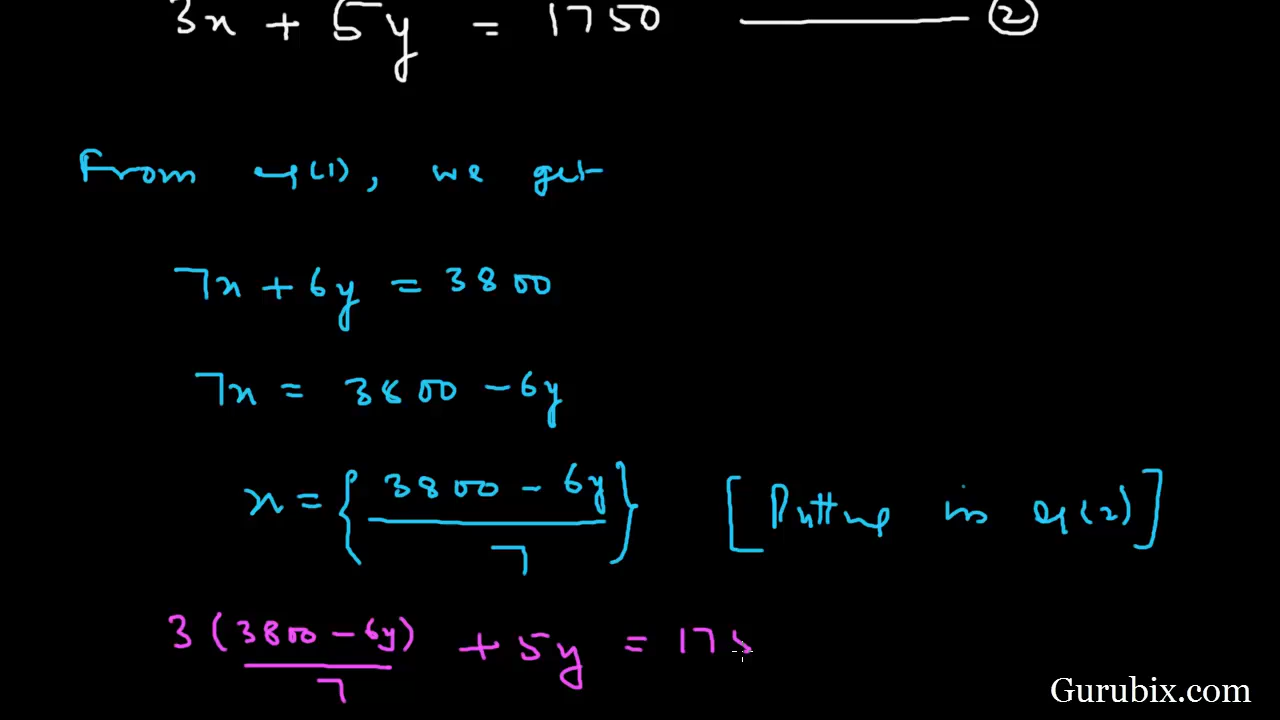 3x + 5y = 1750 ——— ②
From eq(1), we get
7x + 6y = 3800
7x = 3800 - 6y
x = {3800 - 6y / 7} [Putting in eq(2)]
3(3800 - 6y)/7 + 5y = 175
Gurubix.com